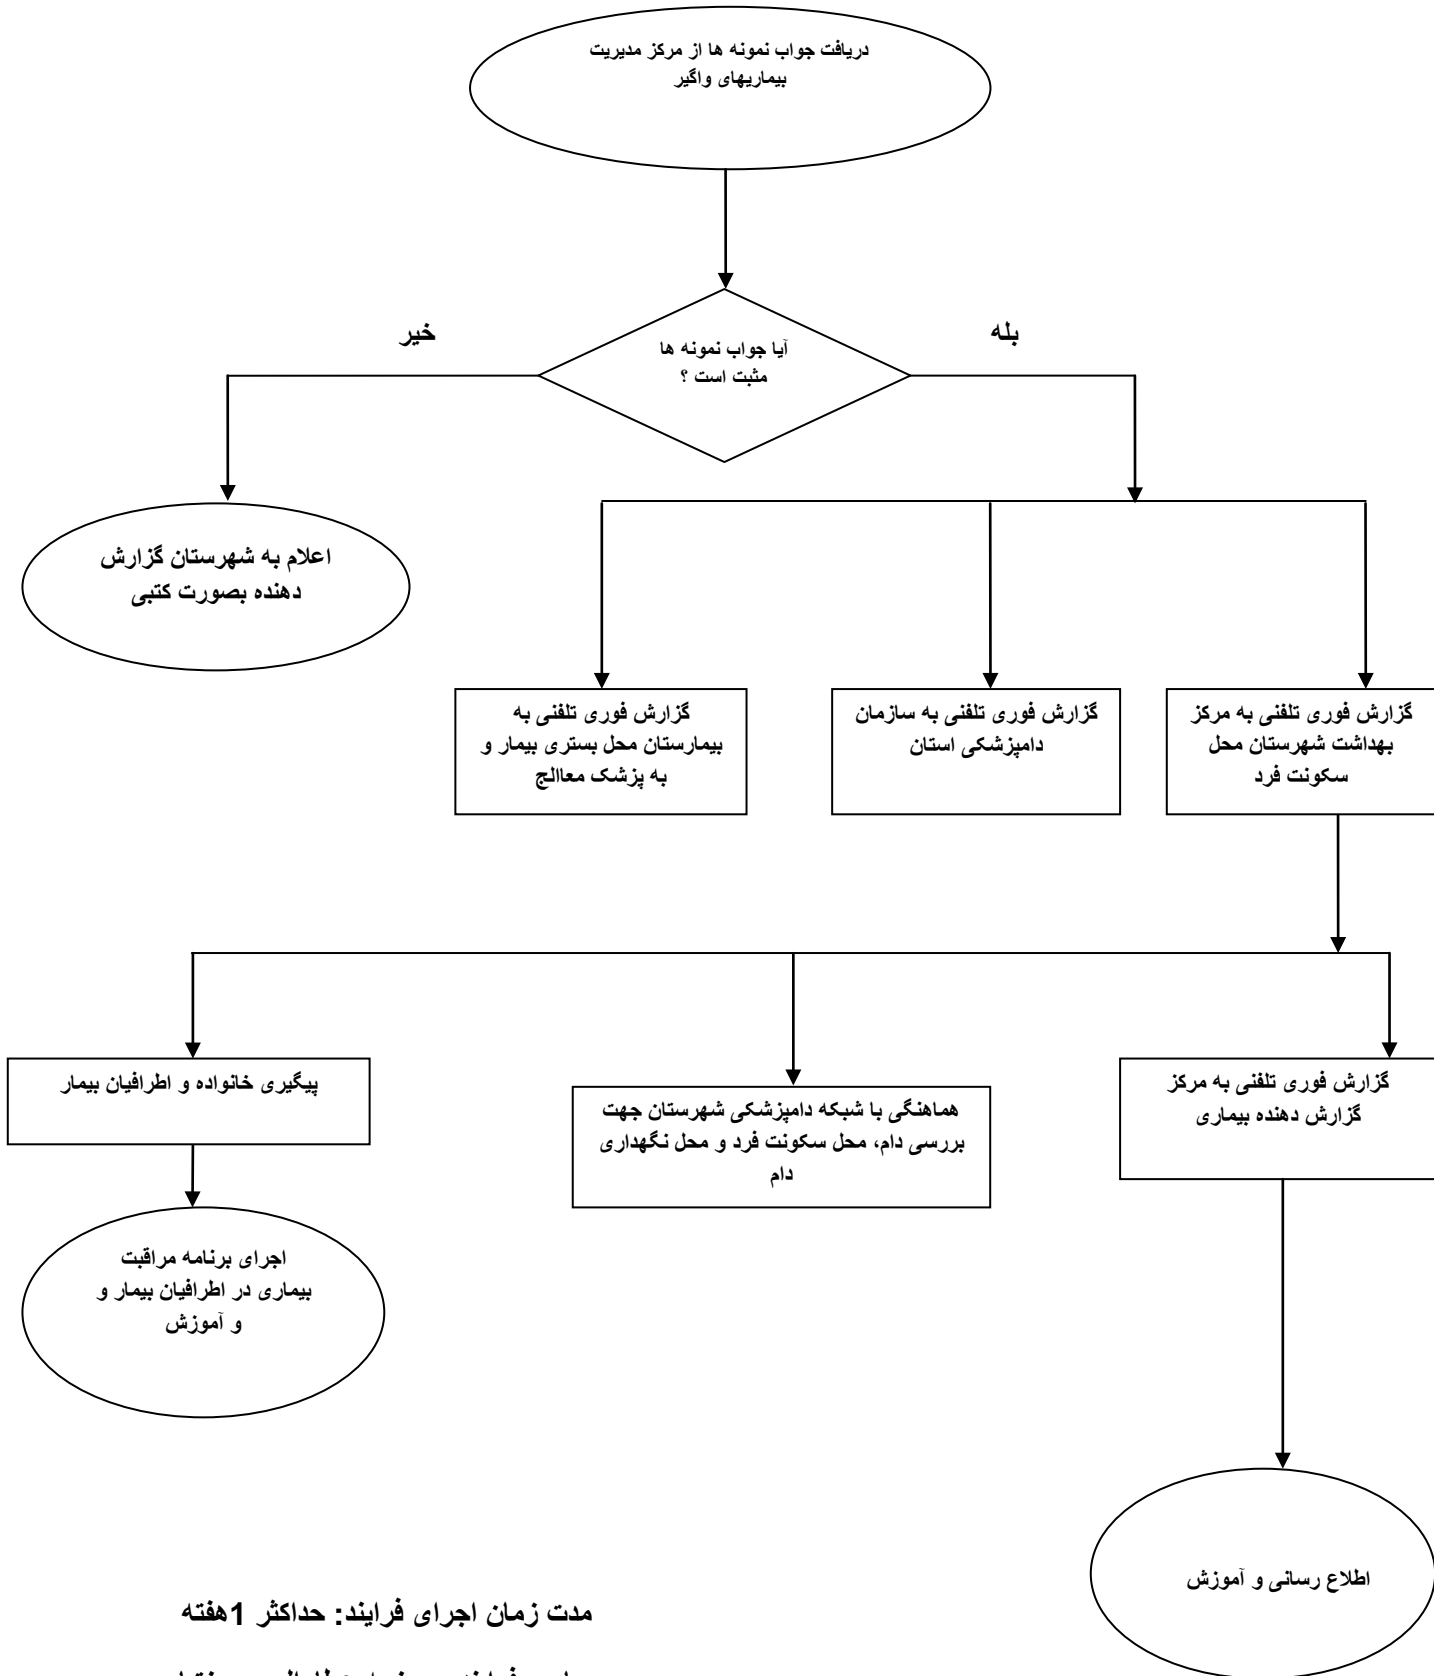 دریافت جواب نمونه ها از مرکز مدیریت
بیماریهای واگیر
بله
خیر
آیا جواب نمونه ها
مثبت است ؟
اعلام به شهرستان گزارش
دهنده بصورت کتبی
گزارش فوری تلفنی به مرکز
بهداشت شهرستان محل
سکونت فرد
گزارش فوری تلفنی به سازمان
دامپزشکی استان
گزارش فوری تلفنی به
بیمارستان محل بستری بیمار و
به پزشک معاالج
گزارش فوری تلفنی به مرکز
گزارش دهنده بیماری
هماهنگی با شبکه دامپزشکی شهرستان جهت
بررسی دام، محل سکونت فرد و محل نگهداری
دام
پیگیری خانواده و اطرافیان بیمار
اجرای برنامه مراقبت
بیماری در اطرافیان بیمار و
و آموزش
اطلاع رسانی و آموزش
مدت زمان اجرای فرایند: حداکثر 1هفته